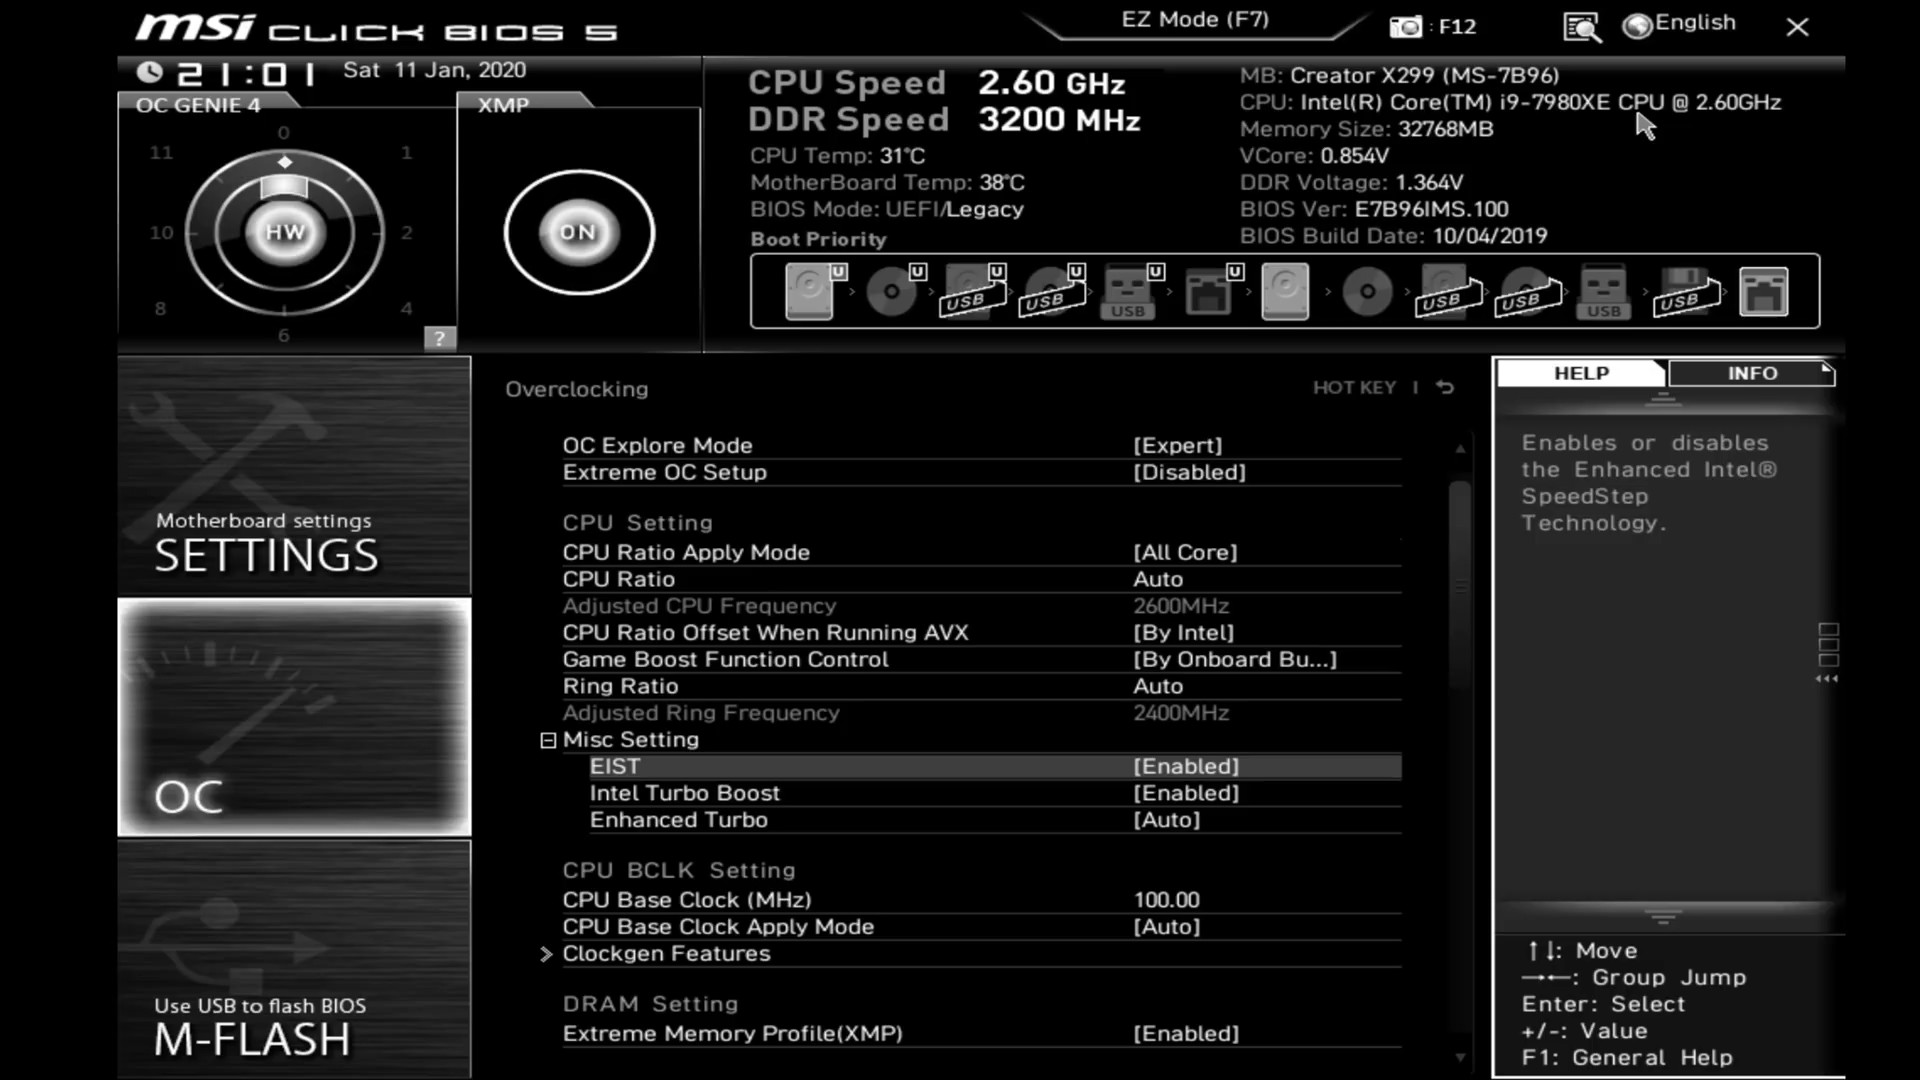 msi CLICK BIOS 5
EZ Mode (F7)
: F12
English
21:01 Sat 11 Jan, 2020
OC GENIE 4
0
11 1
10 HW 2
8 4
6
?
XMP
ON
CPU Speed 2.60 GHz
DDR Speed 3200 MHz
CPU Temp: 31°C
MotherBoard Temp: 38°C
BIOS Mode: UEFI/Legacy
Boot Priority
MB: Creator X299 (MS-7B96)
CPU: Intel(R) Core(TM) i9-7980XE CPU @ 2.60GHz
Memory Size: 32768MB
VCore: 0.854V
DDR Voltage: 1.364V
BIOS Ver: E7B96IMS.100
BIOS Build Date: 10/04/2019
U U U U U U
USB USB USB USB USB USB USB
Motherboard settings
SETTINGS
OC
Use USB to flash BIOS
M-FLASH
Overclocking
HOT KEY |
OC Explore Mode [Expert]
Extreme OC Setup [Disabled]
CPU Setting
CPU Ratio Apply Mode [All Core]
CPU Ratio Auto
Adjusted CPU Frequency 2600MHz
CPU Ratio Offset When Running AVX [By Intel]
Game Boost Function Control [By Onboard Bu...]
Ring Ratio Auto
Adjusted Ring Frequency 2400MHz
Misc Setting
EIST [Enabled]
Intel Turbo Boost [Enabled]
Enhanced Turbo [Auto]
CPU BCLK Setting
CPU Base Clock (MHz) 100.00
CPU Base Clock Apply Mode [Auto]
Clockgen Features
DRAM Setting
Extreme Memory Profile(XMP) [Enabled]
HELP
INFO
Enables or disables
the Enhanced Intel®
SpeedStep
Technology.
↑↓: Move
→←: Group Jump
Enter: Select
+/-: Value
F1: General Help